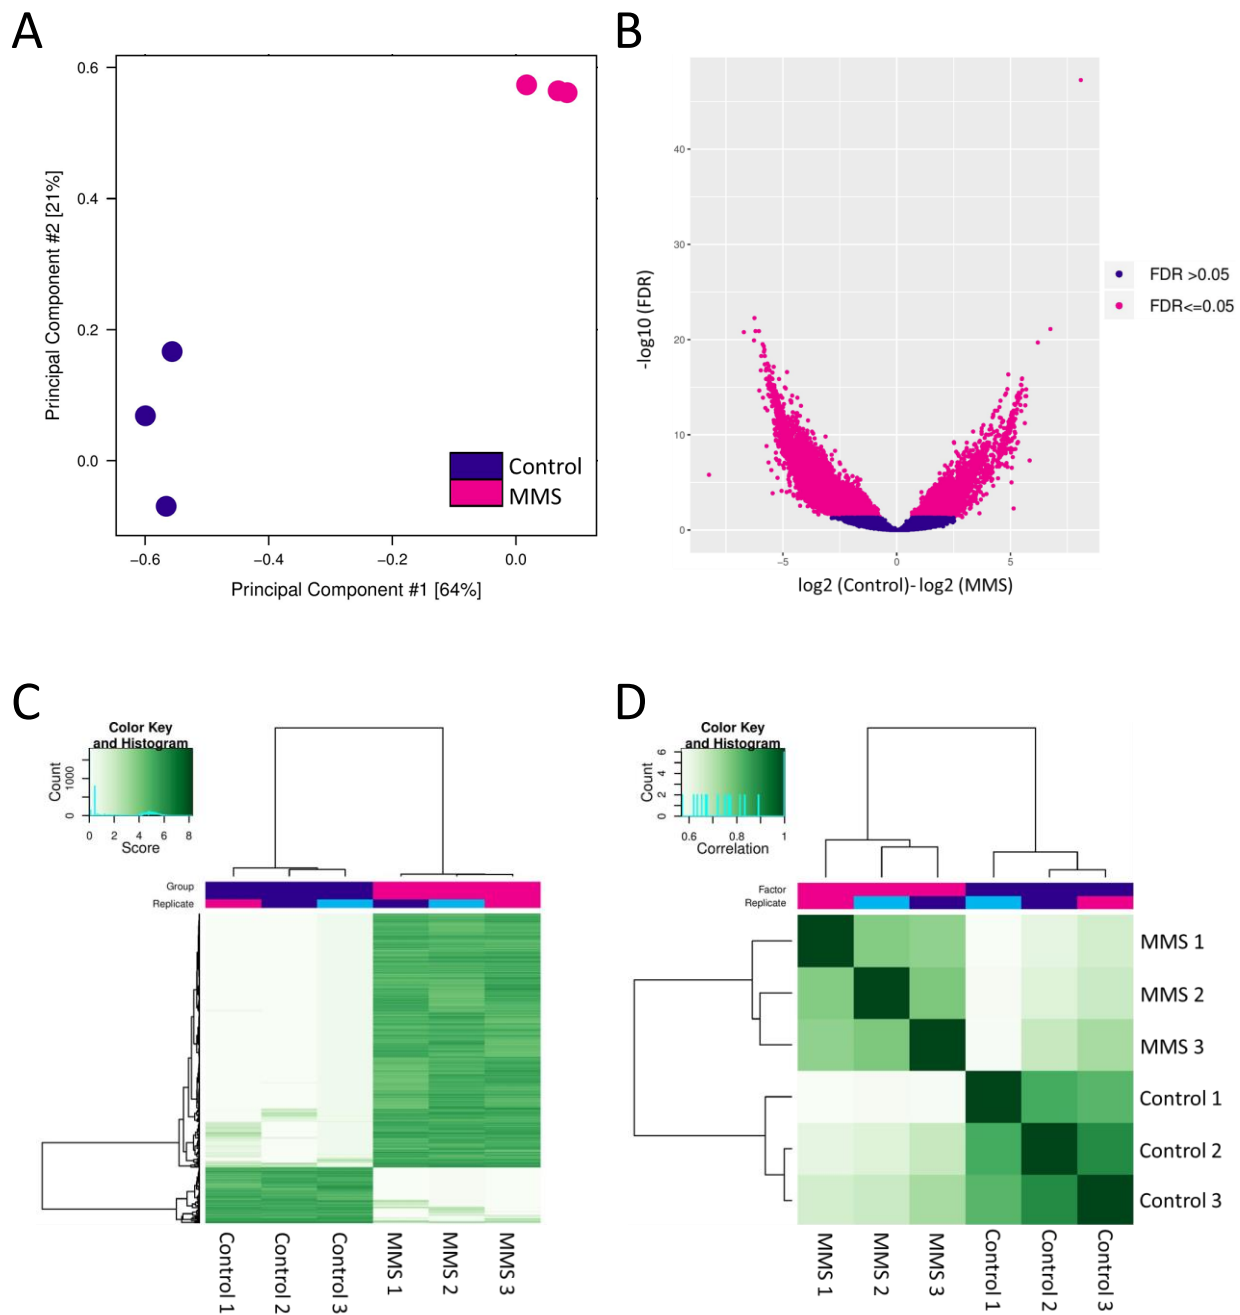 A
0.6
0.4
0.2
0.0
Principal Component #2 [21%]
Control
MMS
−0.6
−0.4
−0.2
0.0
Principal Component #1 [64%]
B
40
30
20
10
0
-log10 (FDR)
FDR >0.05
FDR<=0.05
−5
0
5
log2 (Control)- log2 (MMS)
C
Color Key
and Histogram
Count
0
1000
0 2 4 6 8
Score
Group
Replicate
Control 1
Control 2
Control 3
MMS 1
MMS 2
MMS 3
D
Color Key
and Histogram
Count
0 2 4 6
0.6 0.8 1
Correlation
Factor
Replicate
MMS 1
MMS 2
MMS 3
Control 1
Control 2
Control 3
MMS 1
MMS 2
MMS 3
Control 1
Control 2
Control 3